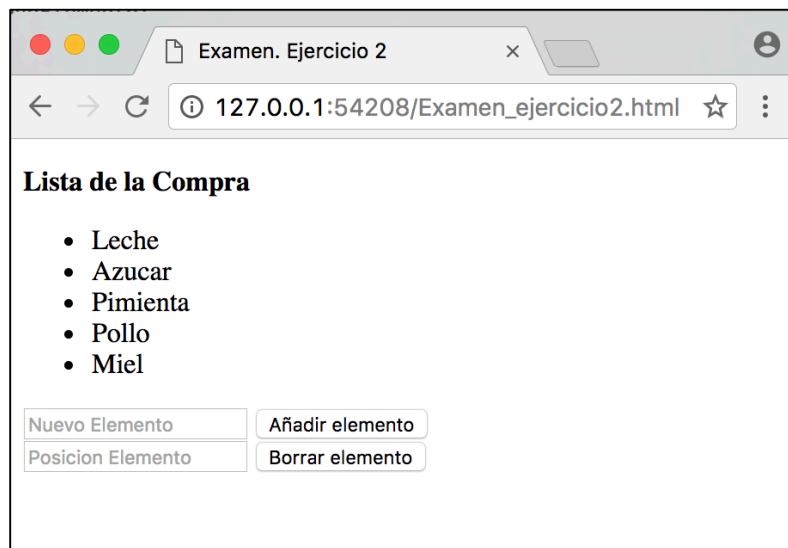 Examen. Ejercicio 2
127.0.0.1:54208/Examen_ejercicio2.html
Lista de la Compra
Leche
Azucar
Pimienta
Pollo
Miel
Nuevo Elemento Añadir elemento
Posicion Elemento Borrar elemento